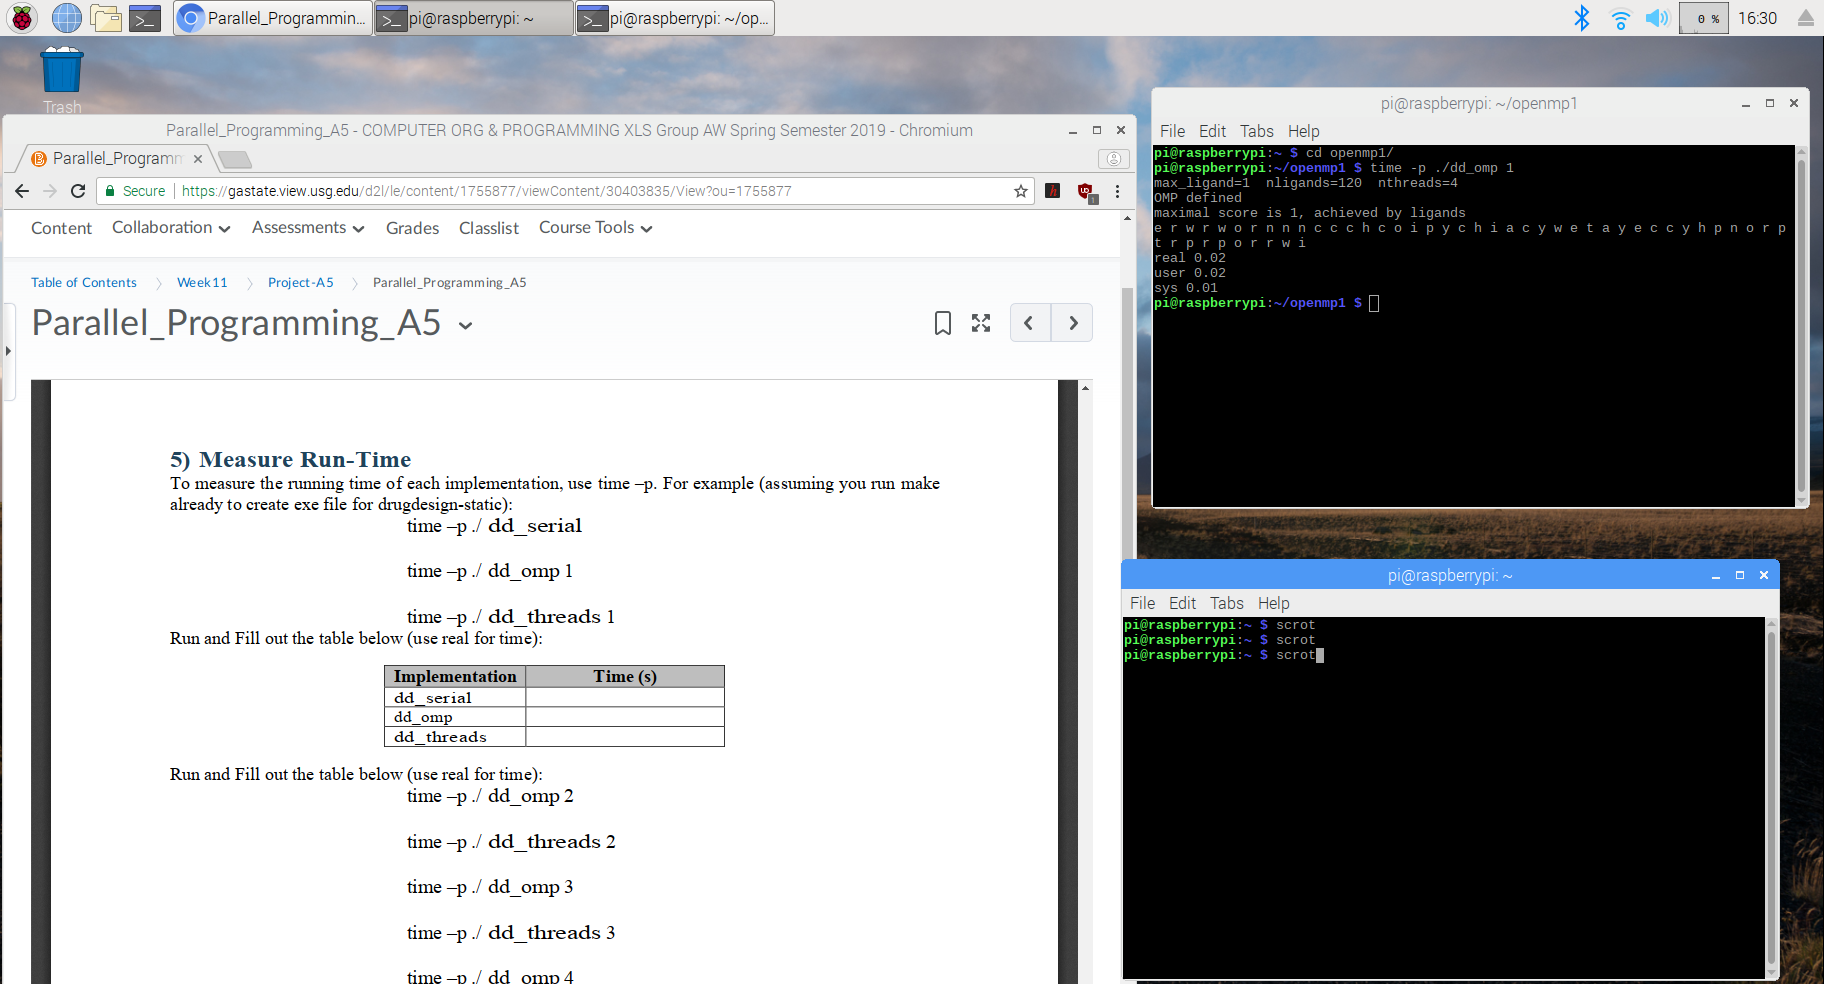 Parallel_Programmin...
pi@raspberrypi: ~
pi@raspberrypi: ~/op...
0 %
16:30
Trash
Parallel_Programming_A5 - COMPUTER ORG & PROGRAMMING XLS Group AW Spring Semester 2019 - Chromium
Parallel_Programm
Secure
https://gastate.view.usg.edu/d2l/le/content/1755877/viewContent/30403835/View?ou=1755877
Content Collaboration Assessments Grades Classlist Course Tools
Table of Contents Week11 Project-A5 Parallel_Programming_A5
Parallel_Programming_A5
5) Measure Run-Time
To measure the running time of each implementation, use time –p. For example (assuming you run make
already to create exe file for drugdesign-static):
time –p ./ dd_serial
time –p ./ dd_omp 1
time –p ./ dd_threads 1
Run and Fill out the table below (use real for time):
Implementation Time (s)
dd_serial
dd_omp
dd_threads
Run and Fill out the table below (use real for time):
time –p ./ dd_omp 2
time –p ./ dd_threads 2
time –p ./ dd_omp 3
time –p ./ dd_threads 3
time –p ./ dd_omp 4
pi@raspberrypi: ~/openmp1
File Edit Tabs Help
pi@raspberrypi:~ $ cd openmp1/
pi@raspberrypi:~/openmp1 $ time -p ./dd_omp 1
max_ligand=1 nligands=120 nthreads=4
OMP defined
maximal score is 1, achieved by ligands
e r w r w o r n n n c c c h c o i p y c h i a c y w e t a y e c c y h p n o r p
t r p r p o r r w i
real 0.02
user 0.02
sys 0.01
pi@raspberrypi:~/openmp1 $
pi@raspberrypi: ~
File Edit Tabs Help
pi@raspberrypi:~ $ scrot
pi@raspberrypi:~ $ scrot
pi@raspberrypi:~ $ scrot